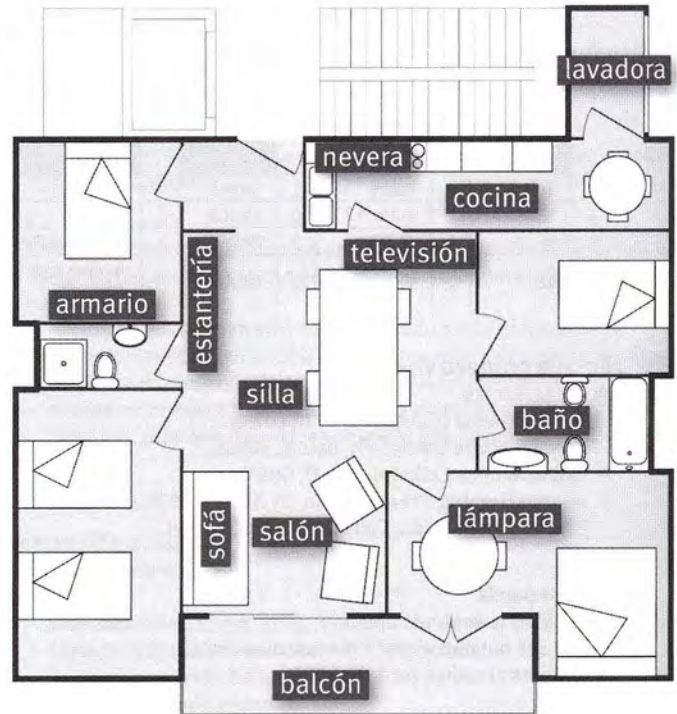 lavadora
nevera
cocina
televisión
estantería
armario
silla
baño
sofá
salón
lámpara
balcón